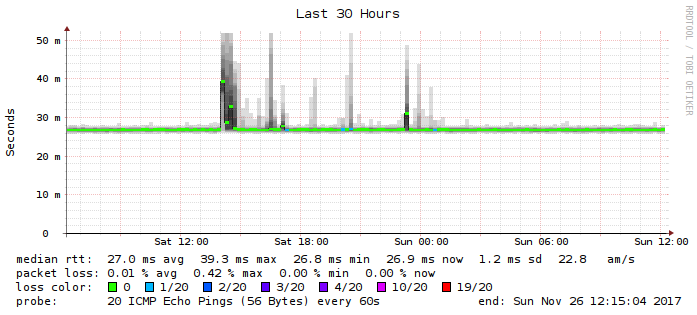 Last 30 Hours
RRDTOOL / TOBI OETIKER
Seconds
50 m
40 m
30 m
20 m
10 m
0
Sat 12:00 Sat 18:00 Sun 00:00 Sun 06:00 Sun 12:00
median rtt: 27.0 ms avg 39.3 ms max 26.8 ms min 26.9 ms now 1.2 ms sd 22.8 am/s
packet loss: 0.01 % avg 0.42 % max 0.00 % min 0.00 % now
loss color: 0 1/20 2/20 3/20 4/20 10/20 19/20
probe: 20 ICMP Echo Pings (56 Bytes) every 60s end: Sun Nov 26 12:15:04 2017